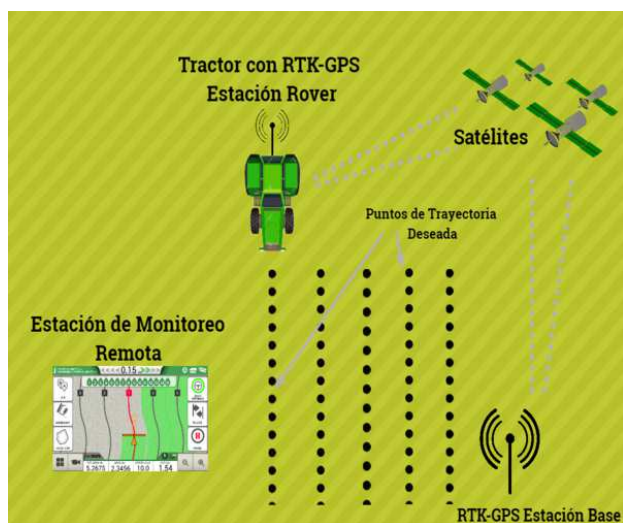 Tractor con RTK-GPS
Estación Rover
Satélites
Puntos de Trayectoria
Deseada
Estación de Monitoreo
Remota
0.15
5.2675
2.3456
10.0
1.54
RTK-GPS Estación Base